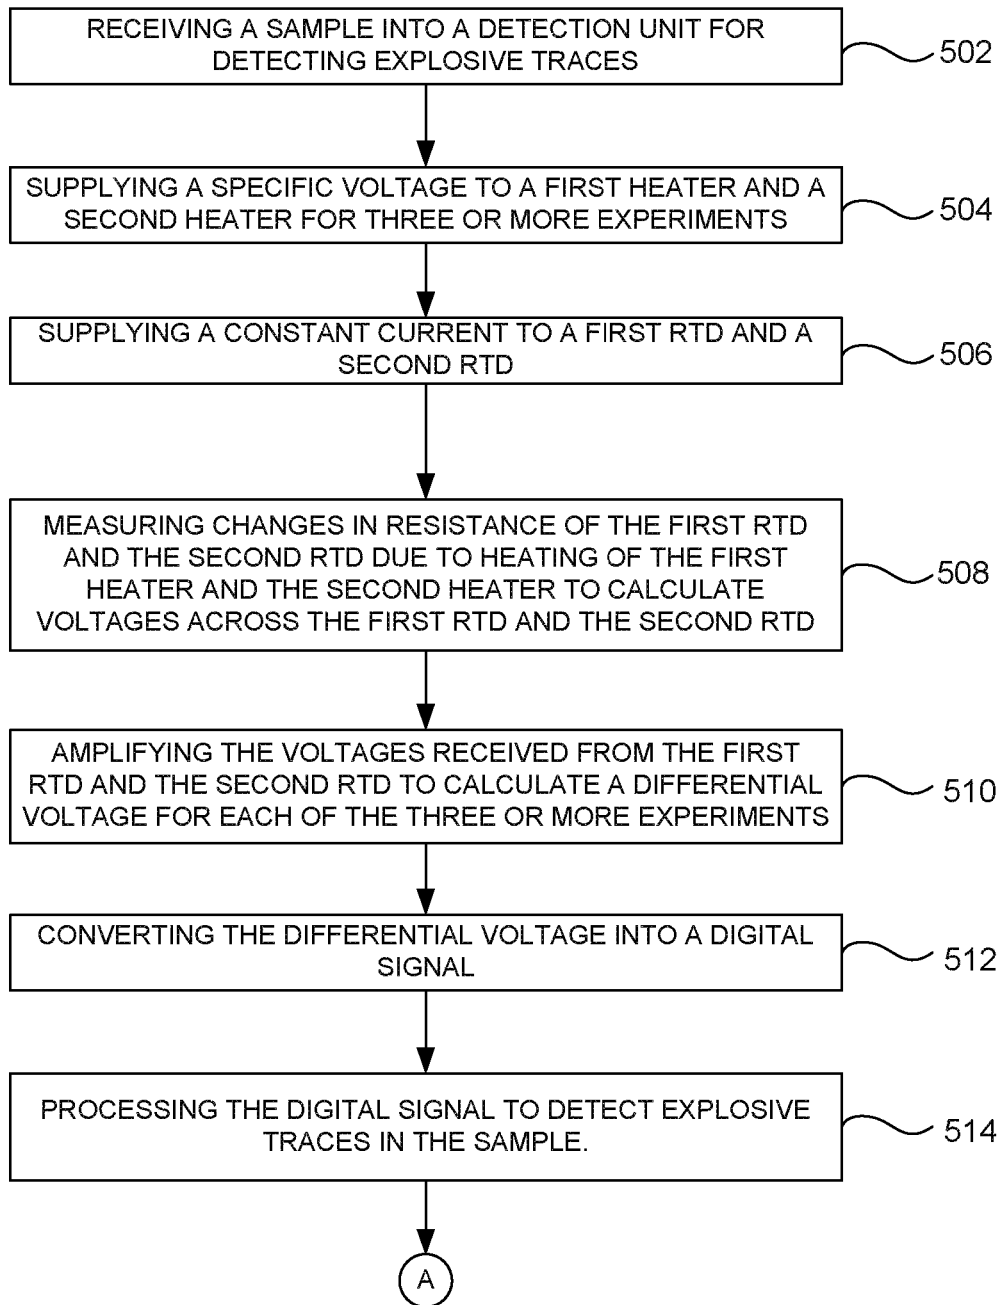 RECEIVING A SAMPLE INTO A DETECTION UNIT FOR
DETECTING EXPLOSIVE TRACES
502
SUPPLYING A SPECIFIC VOLTAGE TO A FIRST HEATER AND A
SECOND HEATER FOR THREE OR MORE EXPERIMENTS
504
SUPPLYING A CONSTANT CURRENT TO A FIRST RTD AND A
SECOND RTD
506
MEASURING CHANGES IN RESISTANCE OF THE FIRST RTD
AND THE SECOND RTD DUE TO HEATING OF THE FIRST
HEATER AND THE SECOND HEATER TO CALCULATE
VOLTAGES ACROSS THE FIRST RTD AND THE SECOND RTD
508
AMPLIFYING THE VOLTAGES RECEIVED FROM THE FIRST
RTD AND THE SECOND RTD TO CALCULATE A DIFFERENTIAL
VOLTAGE FOR EACH OF THE THREE OR MORE EXPERIMENTS
510
CONVERTING THE DIFFERENTIAL VOLTAGE INTO A DIGITAL
SIGNAL
512
PROCESSING THE DIGITAL SIGNAL TO DETECT EXPLOSIVE
TRACES IN THE SAMPLE.
514
A